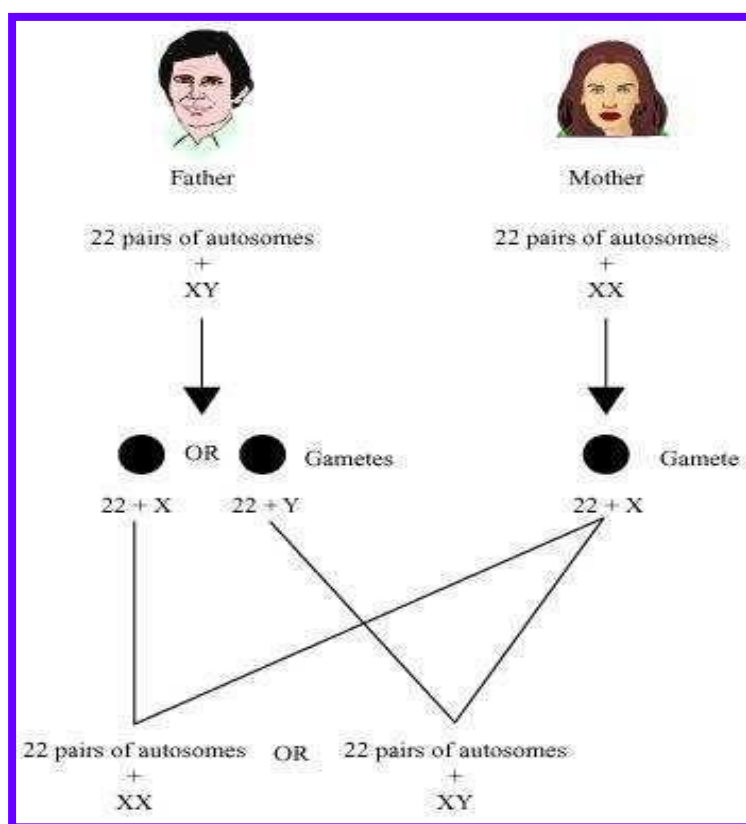 Father Mother
22 pairs of autosomes 22 pairs of autosomes
+ +
XY XX
OR Gametes Gamete
22 + X 22 + Y 22 + X
22 pairs of autosomes OR 22 pairs of autosomes
+ +
XX XY